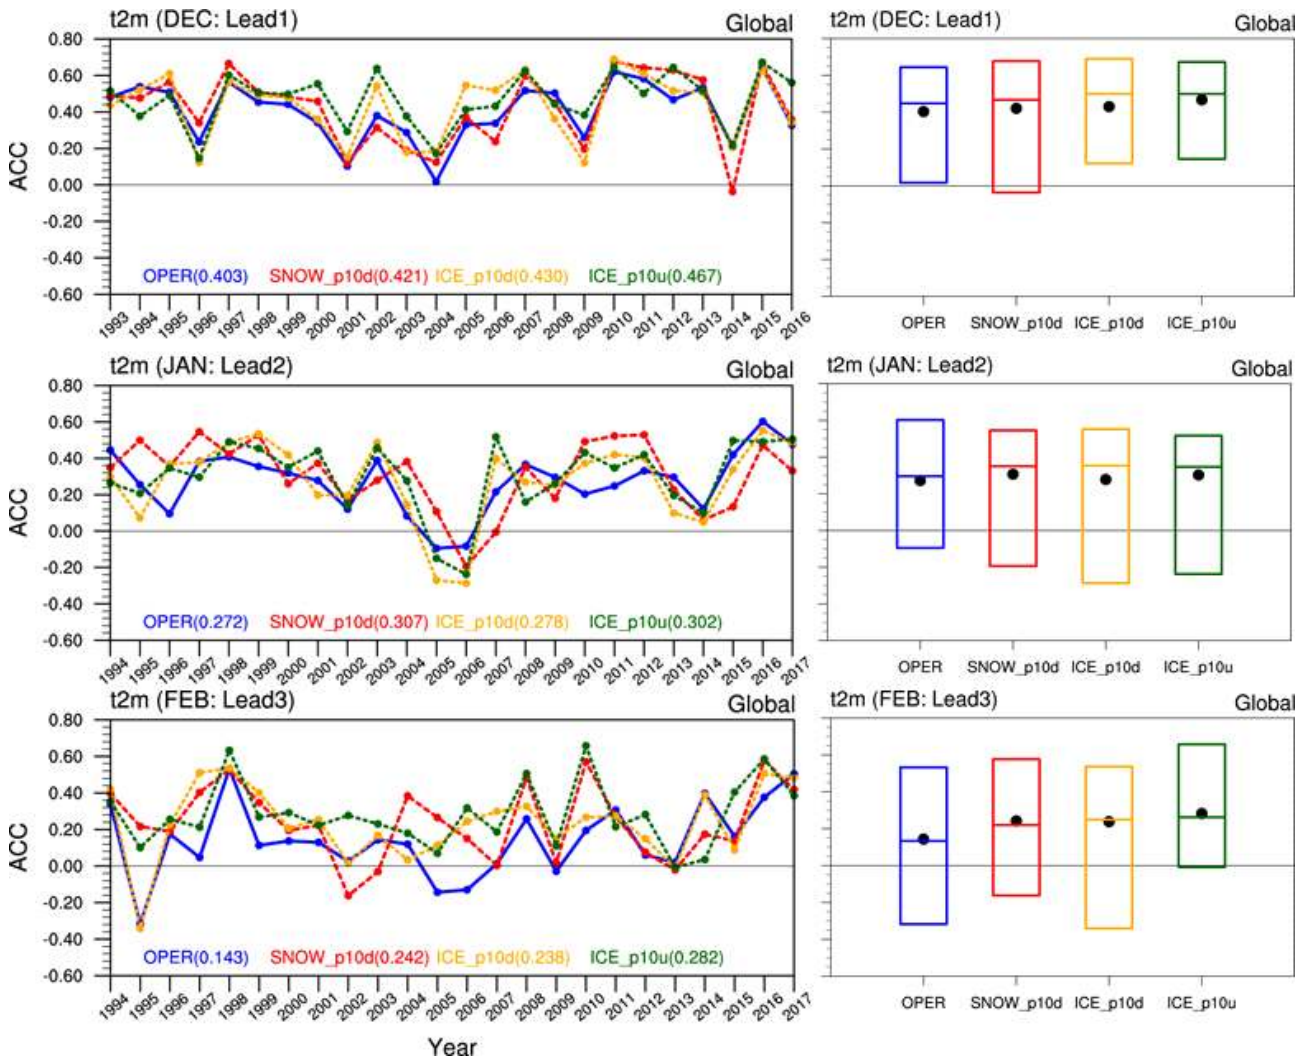 t2m (DEC: Lead1) Global
t2m (DEC: Lead1) Global
0.80
0.60
0.40
0.20
0.00
-0.20
-0.40
-0.60
ACC
OPER(0.403) SNOW_p10d(0.421) ICE_p10d(0.430) ICE_p10u(0.467)
1993 1994 1995 1996 1997 1998 1999 2000 2001 2002 2003 2004 2005 2006 2007 2008 2009 2010 2011 2012 2013 2014 2015 2016
OPER SNOW_p10d ICE_p10d ICE_p10u
t2m (JAN: Lead2) Global
t2m (JAN: Lead2) Global
0.80
0.60
0.40
0.20
0.00
-0.20
-0.40
-0.60
ACC
OPER(0.272) SNOW_p10d(0.307) ICE_p10d(0.278) ICE_p10u(0.302)
1994 1995 1996 1997 1998 1999 2000 2001 2002 2003 2004 2005 2006 2007 2008 2009 2010 2011 2012 2013 2014 2015 2016 2017
OPER SNOW_p10d ICE_p10d ICE_p10u
t2m (FEB: Lead3) Global
t2m (FEB: Lead3) Global
0.80
0.60
0.40
0.20
0.00
-0.20
-0.40
-0.60
ACC
OPER(0.143) SNOW_p10d(0.242) ICE_p10d(0.238) ICE_p10u(0.282)
1994 1995 1996 1997 1998 1999 2000 2001 2002 2003 2004 2005 2006 2007 2008 2009 2010 2011 2012 2013 2014 2015 2016 2017
OPER SNOW_p10d ICE_p10d ICE_p10u
Year